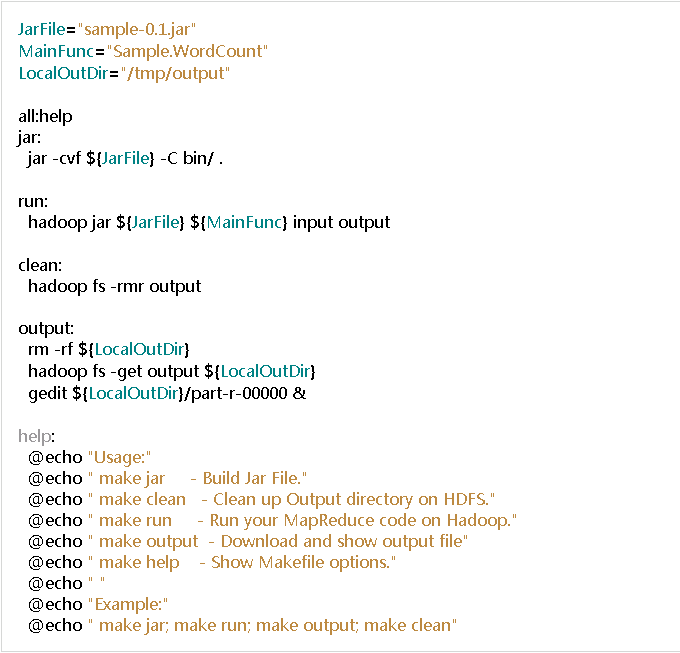 JarFile="sample-0.1.jar"
MainFunc="Sample.WordCount"
LocalOutDir="/tmp/output"

all:help
jar:
  jar -cvf ${JarFile} -C bin/ .

run:
  hadoop jar ${JarFile} ${MainFunc} input output

clean:
  hadoop fs -rmr output

output:
  rm -rf ${LocalOutDir}
  hadoop fs -get output ${LocalOutDir}
  gedit ${LocalOutDir}/part-r-00000 &

help:
  @echo "Usage:"
  @echo " make jar     - Build Jar File."
  @echo " make clean   - Clean up Output directory on HDFS."
  @echo " make run     - Run your MapReduce code on Hadoop."
  @echo " make output  - Download and show output file"
  @echo " make help    - Show Makefile options."
  @echo " "
  @echo "Example:"
  @echo " make jar; make run; make output; make clean"